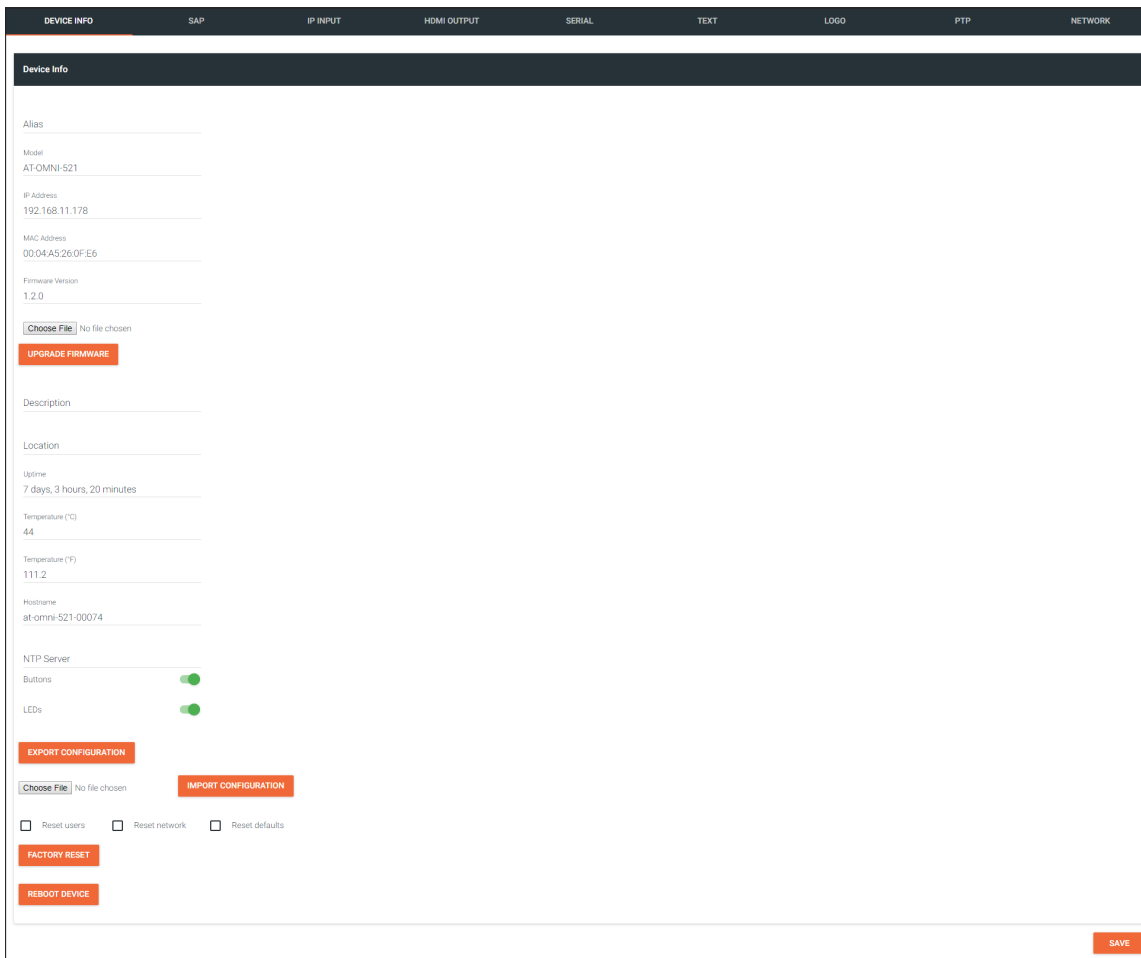 DEVICE INFO SAP IP INPUT HDMI OUTPUT SERIAL TEXT LOGO PTP NETWORK
Device Info
Alias
Model
AT-OMNI-521
IP Address
192.168.11.178
MAC Address
00:04:A5:26:0F:E6
Firmware Version
1.2.0
Choose File No file chosen
UPGRADE FIRMWARE
Description
Location
Uptime
7 days, 3 hours, 20 minutes
Temperature (°C)
44
Temperature (°F)
111.2
Hostname
at-omni-521-00074
NTP Server
Buttons
LEDs
EXPORT CONFIGURATION
Choose File No file chosen IMPORT CONFIGURATION
Reset users Reset network Reset defaults
FACTORY RESET
REBOOT DEVICE
SAVE